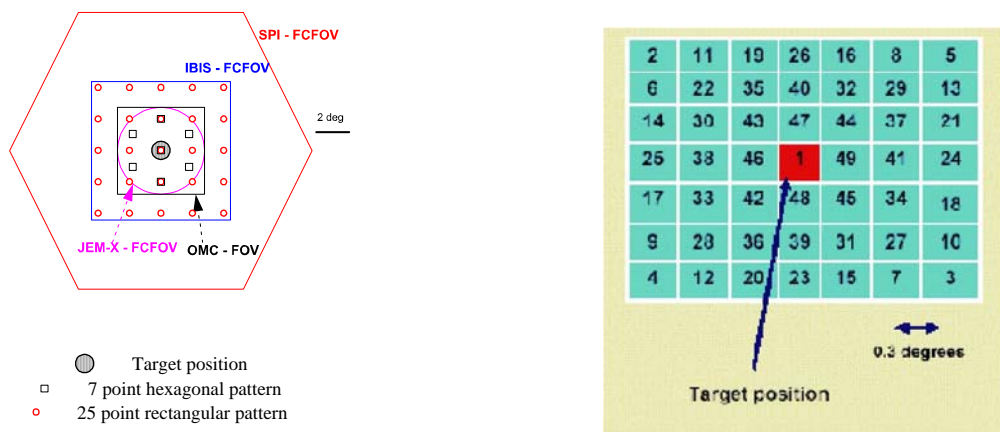 SPI - FCFOV
IBIS - FCFOV
2 deg
JEM-X - FCFOV
OMC - FOV
Target position
7 point hexagonal pattern
25 point rectangular pattern
2 11 19 26 16 8 5
6 22 35 40 32 29 13
14 30 43 47 44 37 21
25 38 46 1 49 41 24
17 33 42 48 45 34 18
9 28 36 39 31 27 10
4 12 20 23 15 7 3
0.3 degrees
Target position